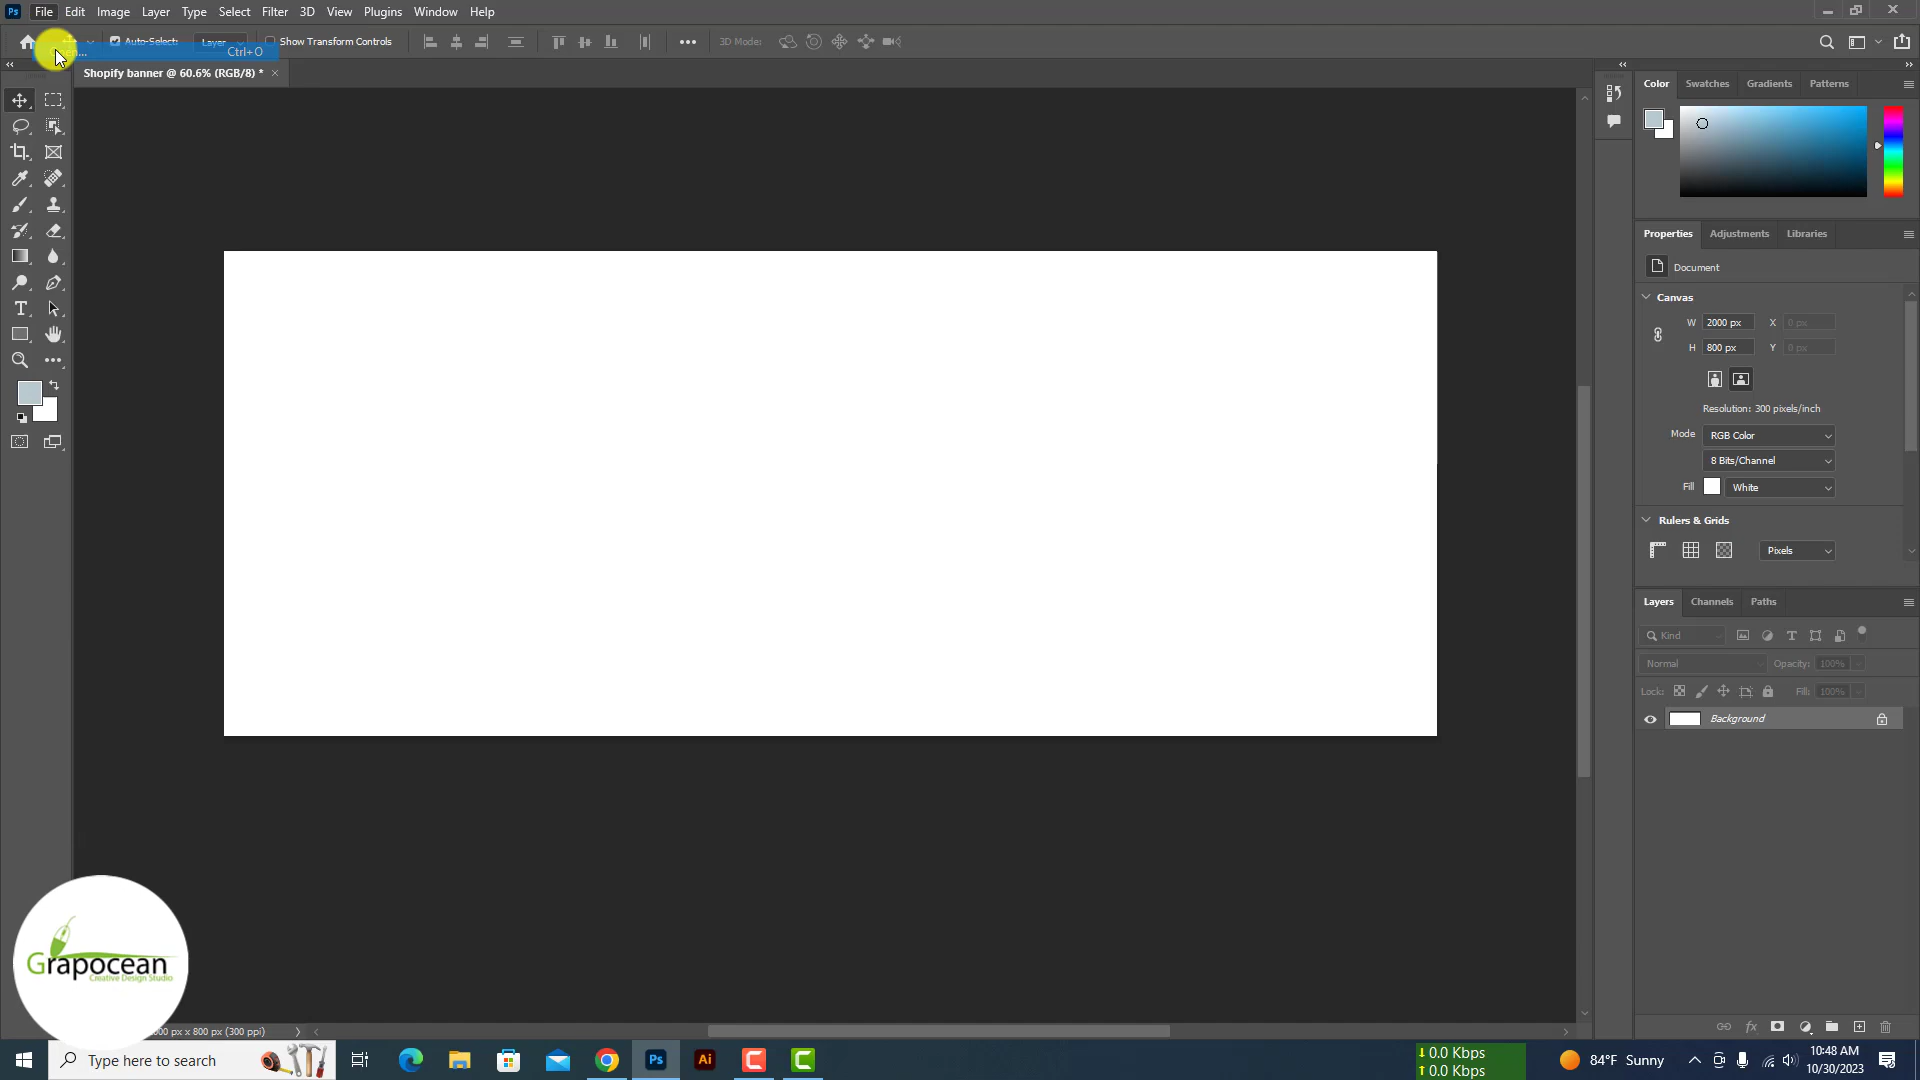 Ps File Edit Image Layer Type Select Filter 3D View Plugins Window Help
Auto-Select: Layer Show Transform Controls 3D Mode:
Ctrl+O
Shopify banner @ 60.6% (RGB/8) * ×
Color Swatches Gradients Patterns
Properties Adjustments Libraries
Document
Canvas
W 2000 px X 0 px
H 800 px Y 0 px
Resolution: 300 pixels/inch
Mode RGB Color
8 Bits/Channel
Fill White
Rulers & Grids
Pixels
Layers Channels Paths
Kind
Normal Opacity: 100%
Lock: Fill: 100%
Background
Grapocean
Creative Design Studio
px x 800 px (300 ppi)
Type here to search
Ps Ai
0.0 Kbps
0.0 Kbps
84°F Sunny
10:48 AM
10/30/2023